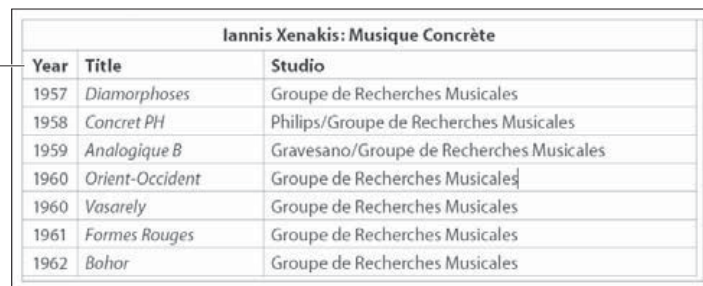 Iannis Xenakis: Musique Concrète
Year Title Studio
1957 Diamorphoses Groupe de Recherches Musicales
1958 Concret PH Philips/Groupe de Recherches Musicales
1959 Analogique B Gravesano/Groupe de Recherches Musicales
1960 Orient-Occident Groupe de Recherches Musicales
1960 Vasarely Groupe de Recherches Musicales
1961 Formes Rouges Groupe de Recherches Musicales
1962 Bohor Groupe de Recherches Musicales